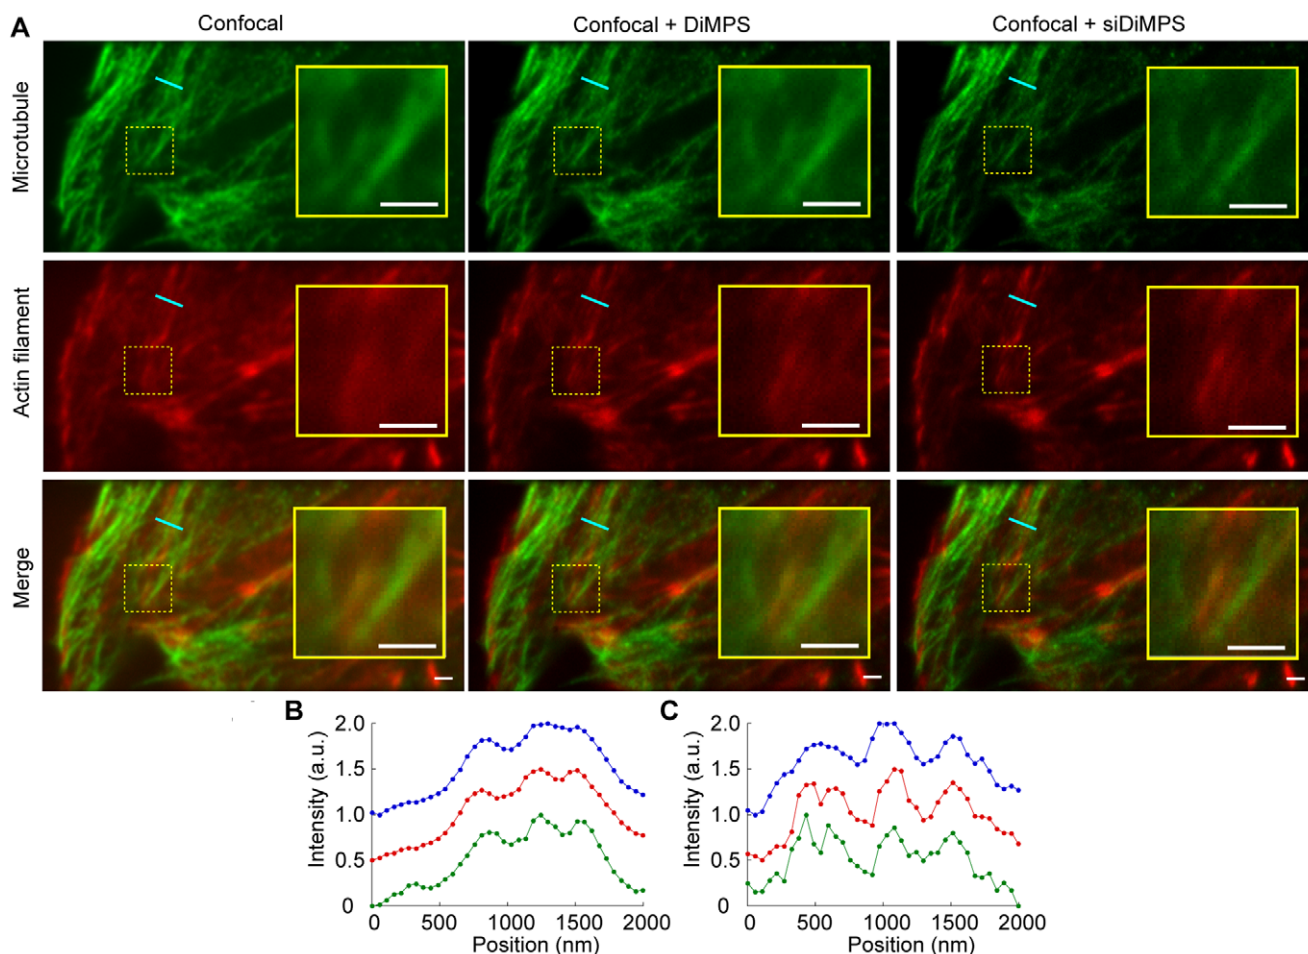 A
Confocal
Confocal + DiMPS
Confocal + siDiMPS
Microtubule
Actin filament
Merge
B
Intensity (a.u.)
2.0
1.5
1.0
0.5
0
0
500
1000
1500
2000
Position (nm)
C
Intensity (a.u.)
2.0
1.5
1.0
0.5
0
0
500
1000
1500
2000
Position (nm)